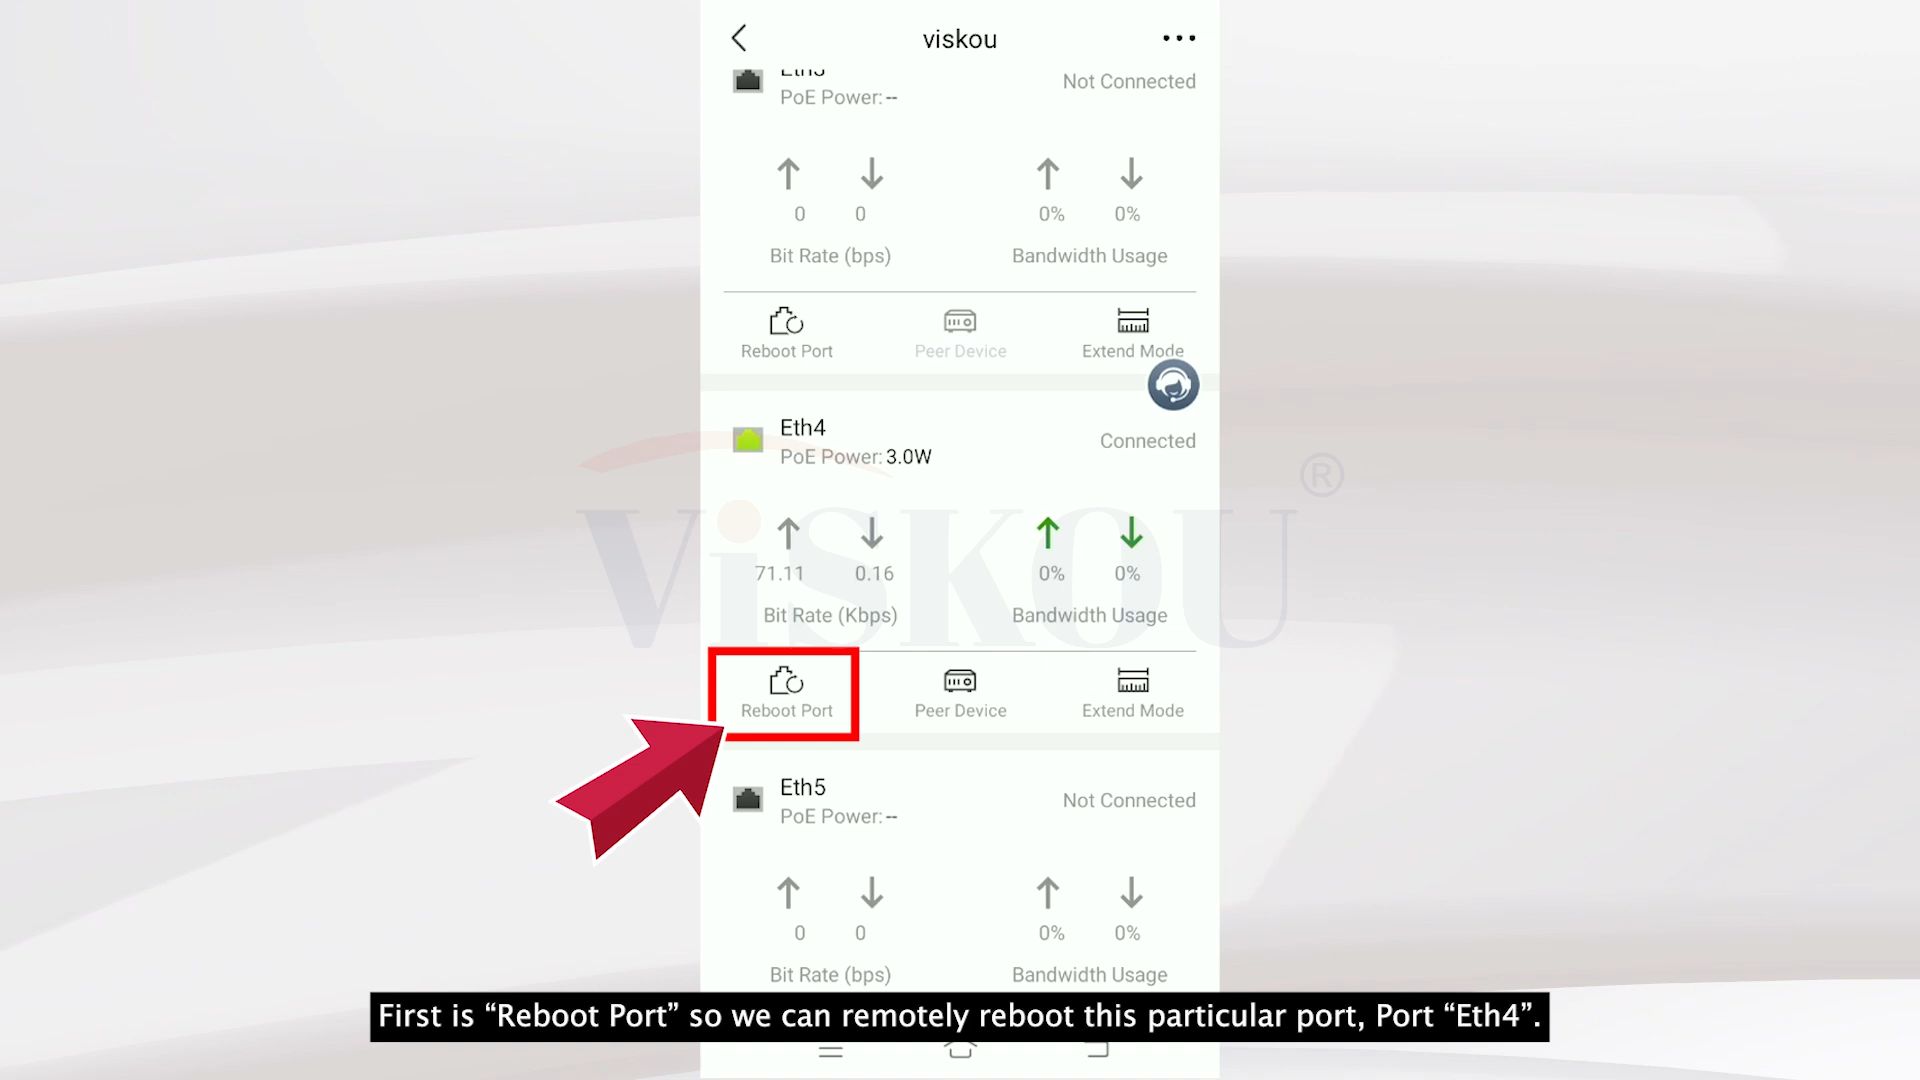 viskou
Eth3
Not Connected
PoE Power: --
0 0 0% 0%
Bit Rate (bps) Bandwidth Usage
Reboot Port Peer Device Extend Mode
Eth4
Connected
PoE Power: 3.0W
ViSKOU®
71.11 0.16 0% 0%
Bit Rate (Kbps) Bandwidth Usage
Reboot Port Peer Device Extend Mode
Eth5
Not Connected
PoE Power: --
0 0 0% 0%
Bit Rate (bps) Bandwidth Usage
First is “Reboot Port” so we can remotely reboot this particular port, Port “Eth4”.